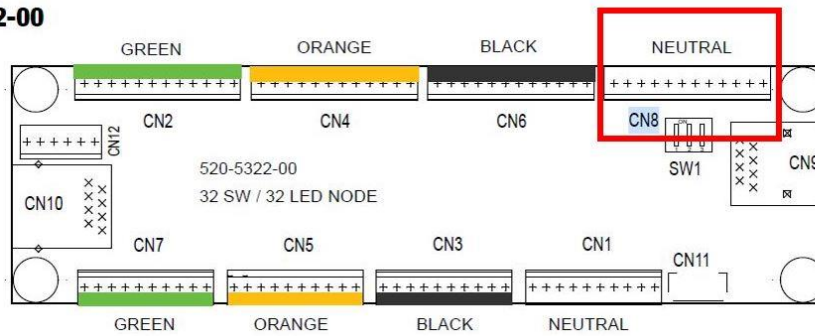 2-00
GREEN ORANGE BLACK NEUTRAL
CN2 CN4 CN6 CN8
ON
CN12
SW1
CN9
520-5322-00
32 SW / 32 LED NODE
CN10
CN7 CN5 CN3 CN1
CN11
GREEN ORANGE BLACK NEUTRAL